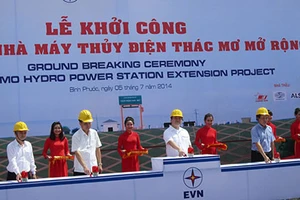 LỄ KHỞI CÔNG
NHÀ MÁY THỦY ĐIỆN THÁC MƠ MỞ RỘNG
GROUND BREAKING CEREMONY
MO HYDRO POWER STATION EXTENSION PROJECT
Bình Phước, ngày 05 tháng 7 năm 2014
EVN